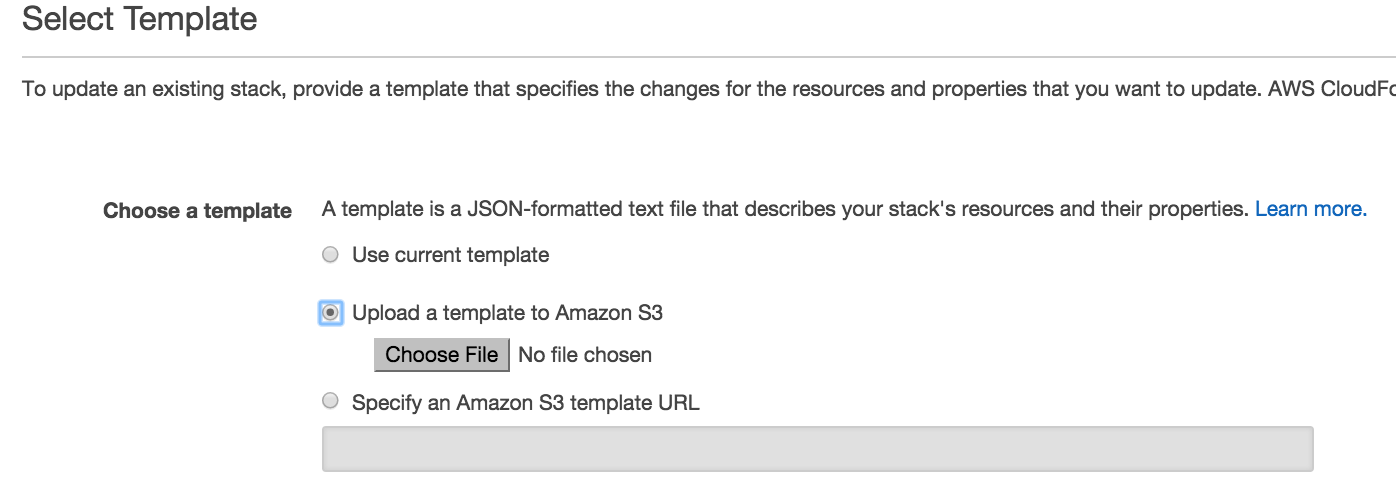 Select Template
To update an existing stack, provide a template that specifies the changes for the resources and properties that you want to update. AWS CloudFo
Choose a template A template is a JSON-formatted text file that describes your stack's resources and their properties. Learn more.
Use current template
Upload a template to Amazon S3
Choose File No file chosen
Specify an Amazon S3 template URL